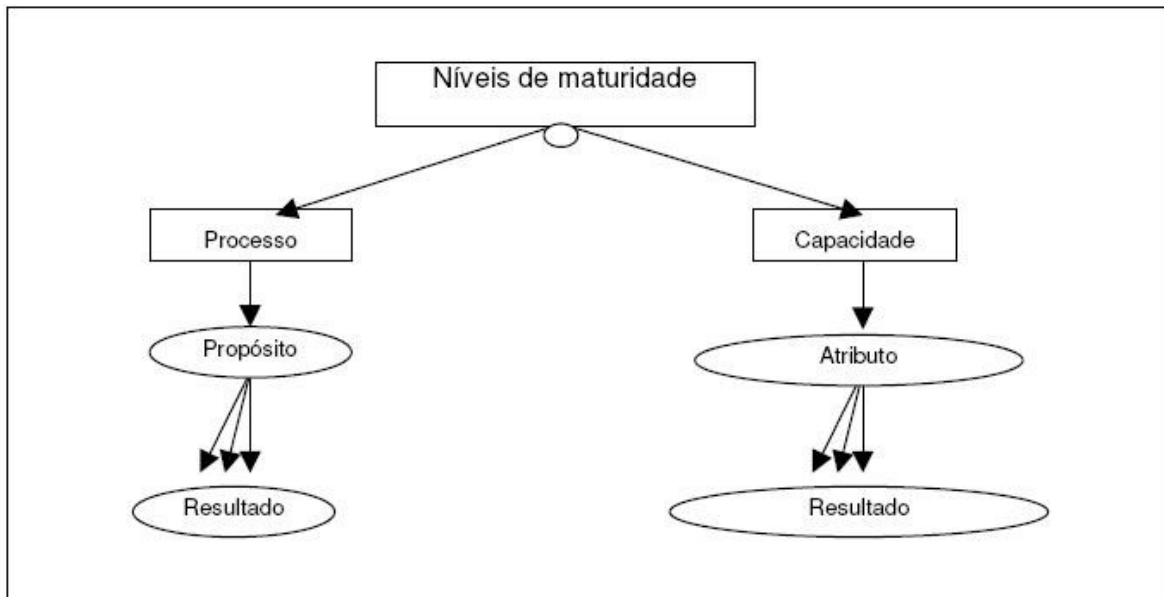 Níveis de maturidade
Processo
Capacidade
Propósito
Atributo
Resultado
Resultado